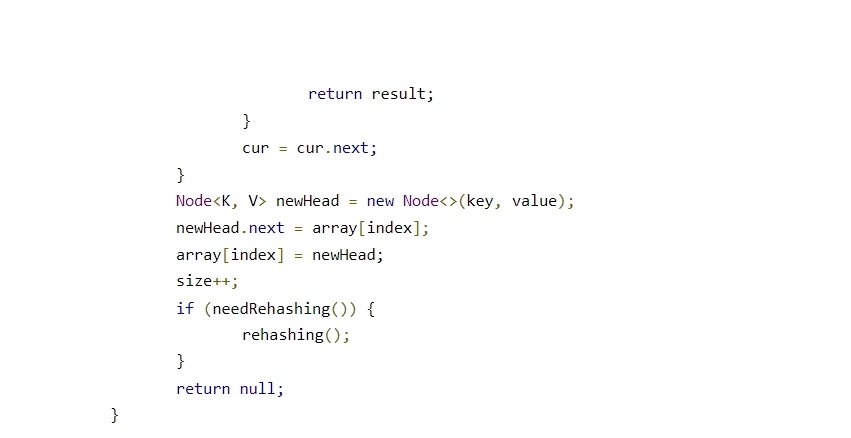 return result;
}
cur = cur.next;
}
Node<K, V> newHead = new Node<>(key, value);
newHead.next = array[index];
array[index] = newHead;
size++;
if (needRehashing()) {
rehashing();
}
return null;
}